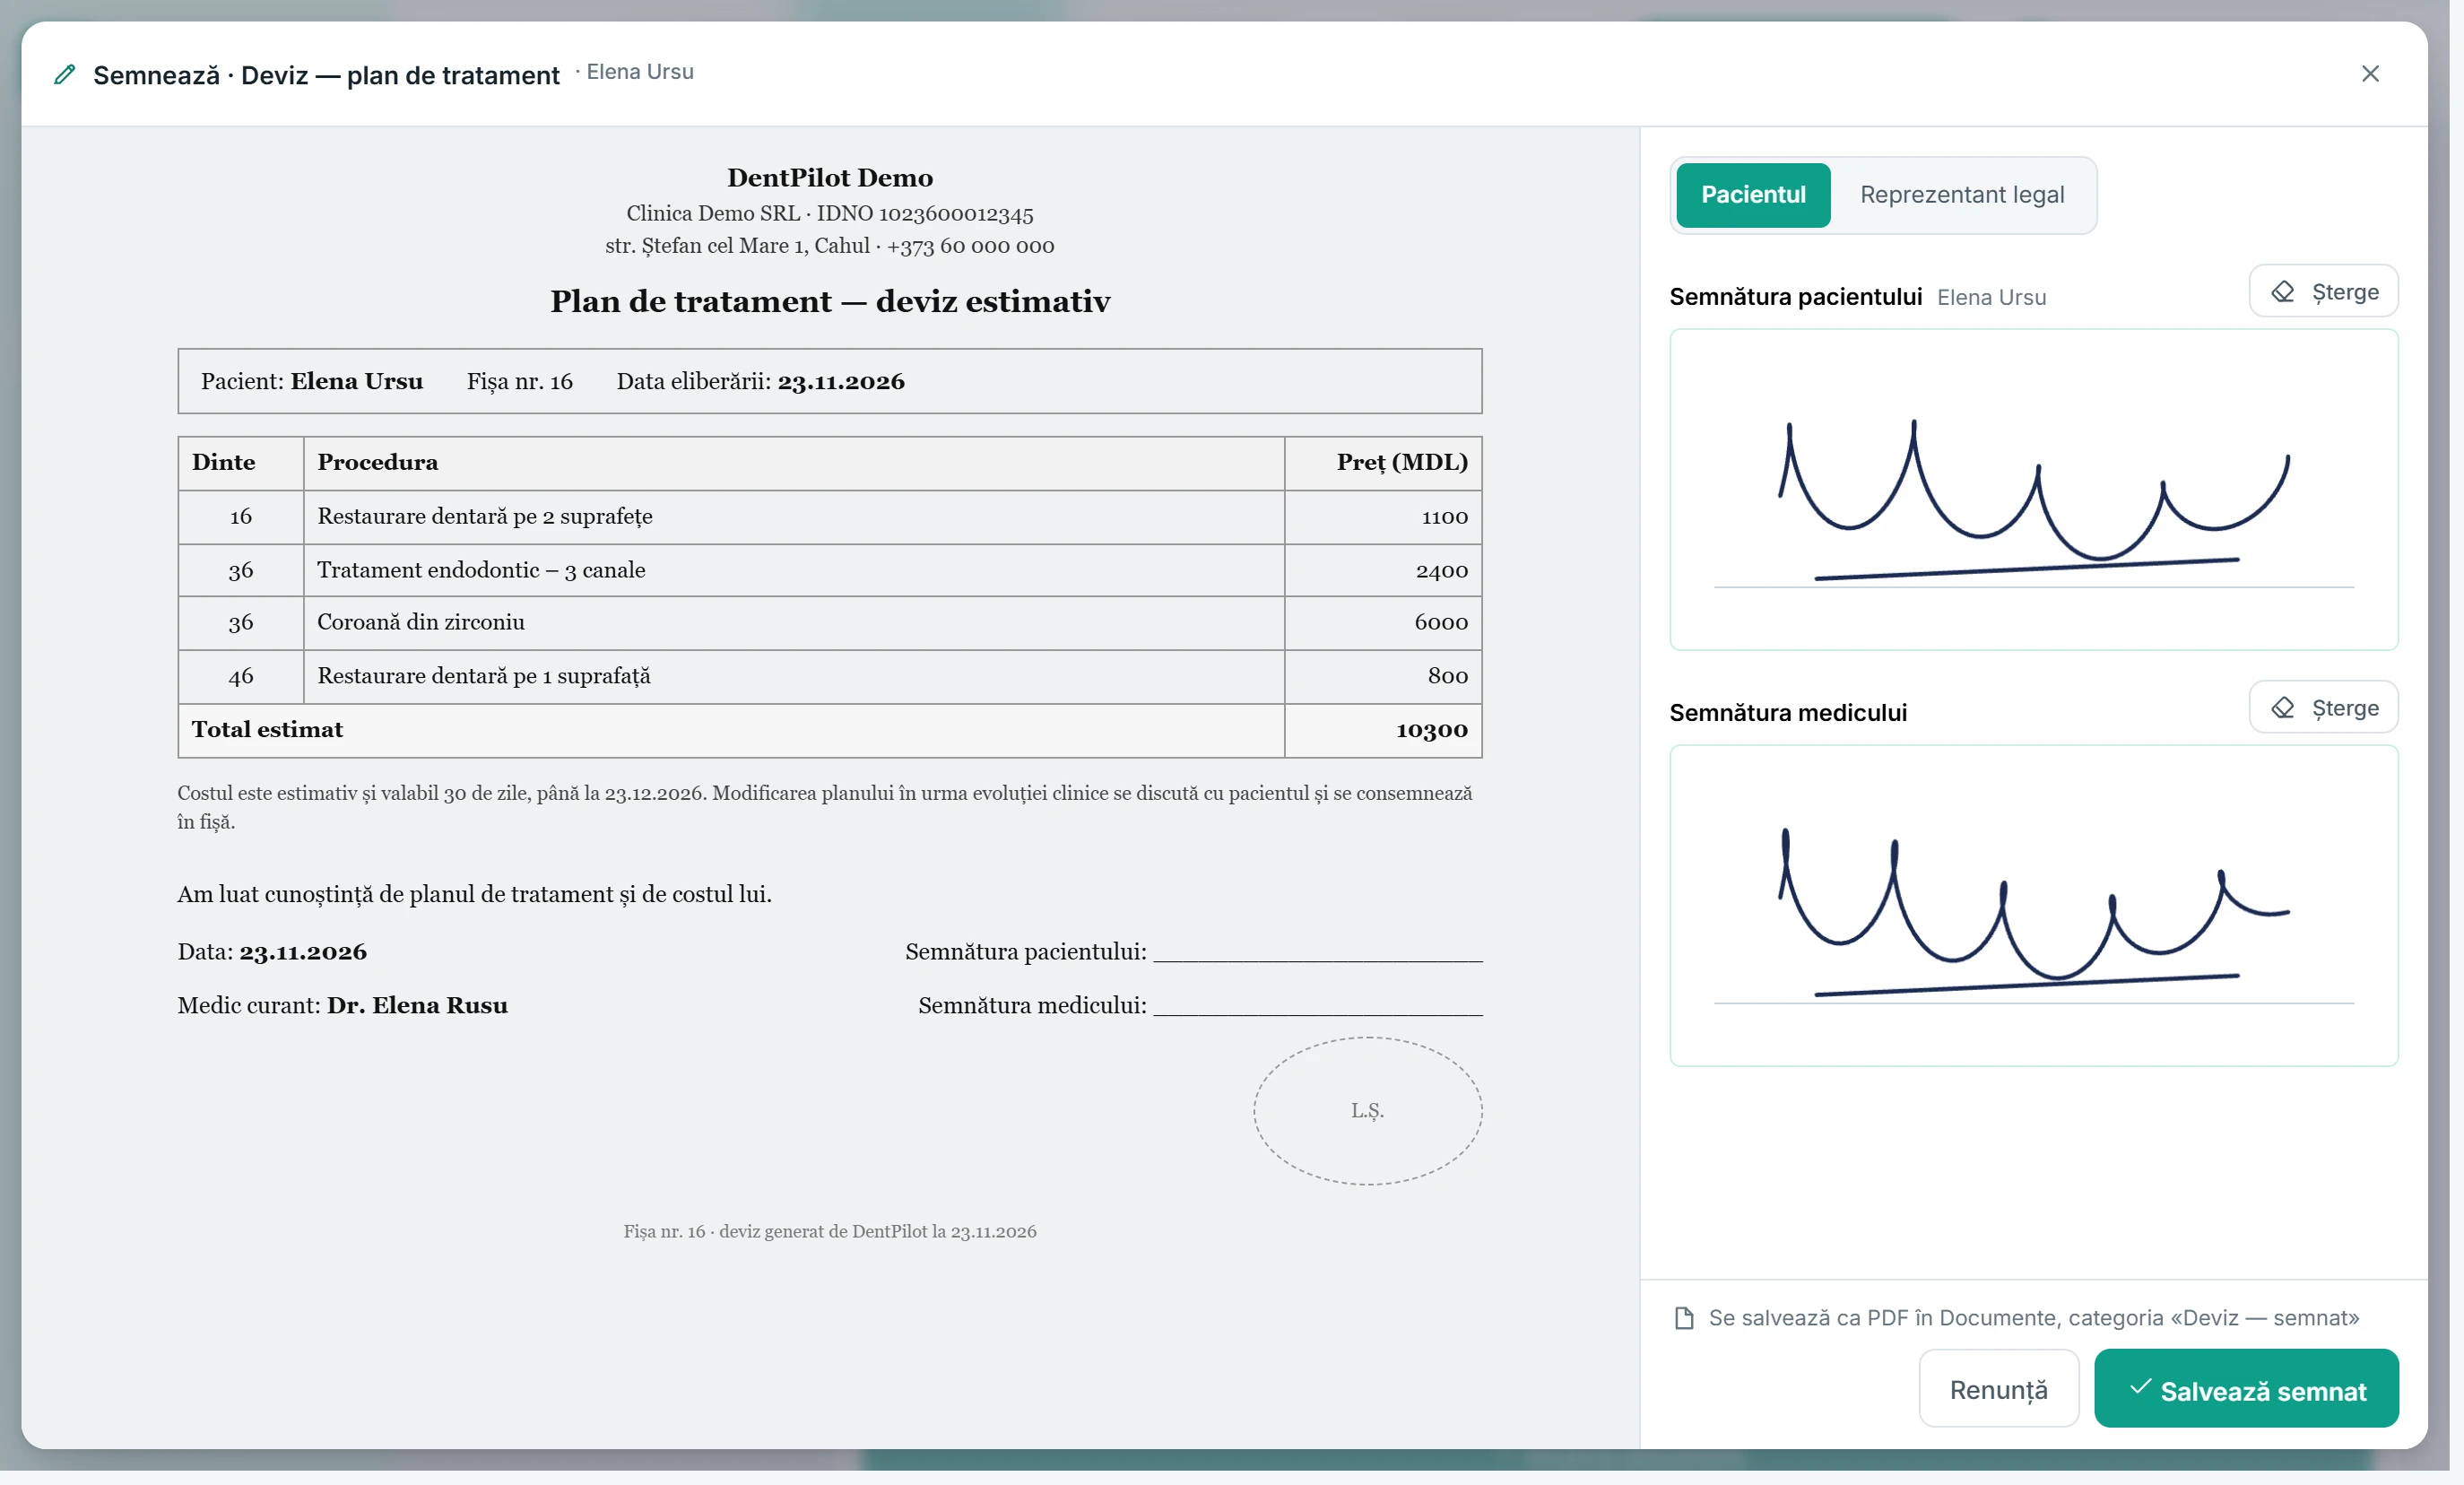 Semnează · Deviz — plan de tratament · Elena Ursu
DentPilot Demo
Clinica Demo SRL · IDNO 1023600012345
str. Ștefan cel Mare 1, Cahul · +373 60 000 000
Plan de tratament — deviz estimativ
Pacient: Elena Ursu Fișa nr. 16 Data eliberării: 23.11.2026
Dinte Procedura Preț (MDL)
16 Restaurare dentară pe 2 suprafețe 1100
36 Tratament endodontic – 3 canale 2400
36 Coroană din zirconiu 6000
46 Restaurare dentară pe 1 suprafață 800
Total estimat 10300
Costul este estimativ și valabil 30 de zile, până la 23.12.2026. Modificarea planului în urma evoluției clinice se discută cu pacientul și se consemnează
în fișă.
Am luat cunoștință de planul de tratament și de costul lui.
Data: 23.11.2026 Semnătura pacientului:
Medic curant: Dr. Elena Rusu Semnătura medicului:
L.Ș.
Fișa nr. 16 · deviz generat de DentPilot la 23.11.2026
Pacientul Reprezentant legal
Semnătura pacientului Elena Ursu Șterge
Semnătura medicului Șterge
Se salvează ca PDF în Documente, categoria «Deviz — semnat»
Renunță Salvează semnat